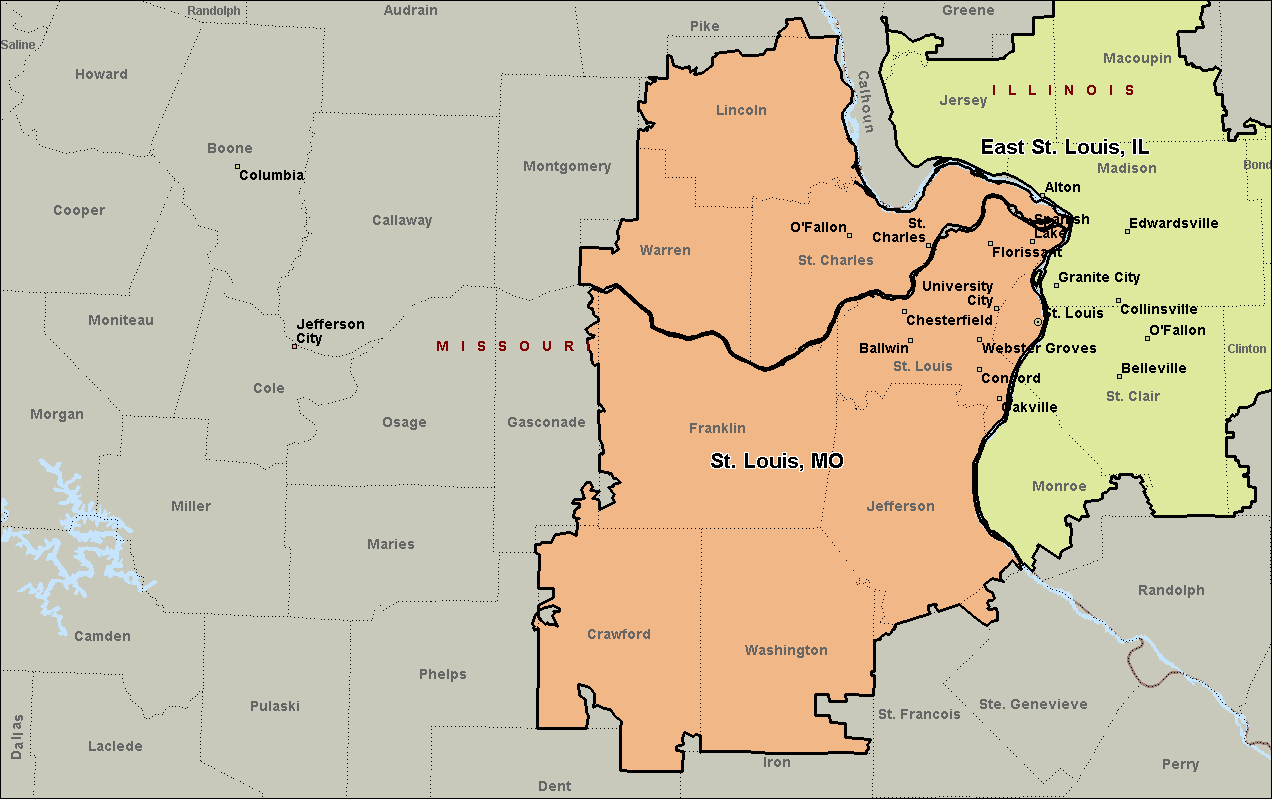 Randolph
Audrain
Pike
Greene
Saline
Howard
Macoupin
Calhoun
Jersey
ILLINOIS
Lincoln
Boone
East St. Louis, IL
Columbia
Montgomery
Madison
Bond
Alton
Cooper
Callaway
O'Fallon
St.
Charles
Spanish
Lake
Edwardsville
Warren
St. Charles
Florissant
University
City
Granite City
Moniteau
Jefferson
City
Chesterfield
St. Louis
Collinsville
O'Fallon
MISSOURI
Ballwin
Webster Groves
Clinton
St. Louis
Concord
Belleville
Cole
St. Clair
Morgan
Osage
Gasconade
Oakville
Franklin
St. Louis, MO
Monroe
Miller
Jefferson
Maries
Randolph
Camden
Crawford
Washington
Phelps
Pulaski
St. Francois
Ste. Genevieve
Dallas
Laclede
Iron
Perry
Dent